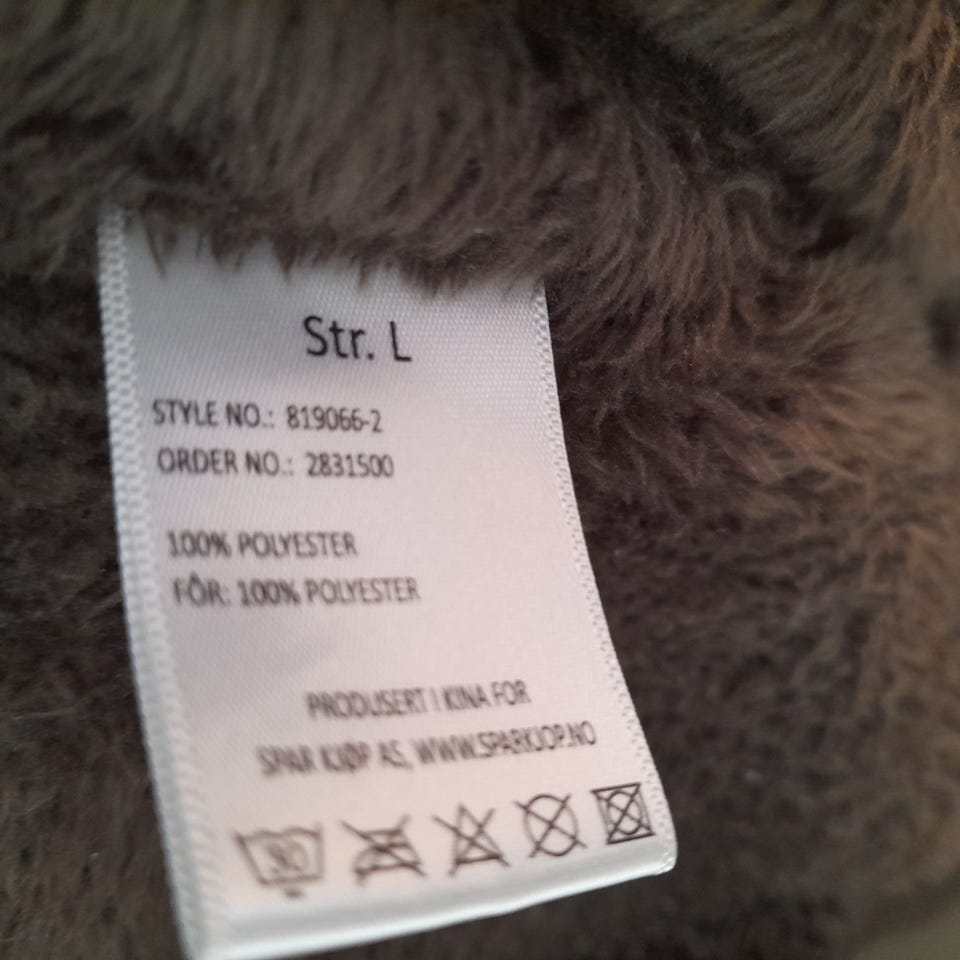 Str. L
STYLE NO.: 819066-2
ORDER NO.: 2831500
100% POLYESTER
FÔR: 100% POLYESTER
PRODUSERT I KINA FOR
SPAR KJØP AS, WWW.SPARKJOP.NO
30